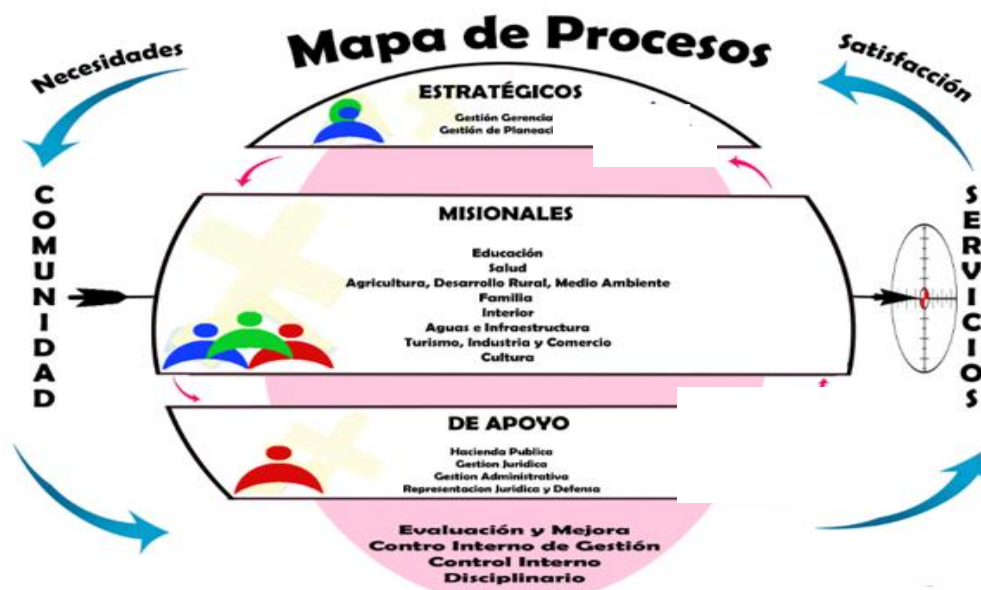 Mapa de Procesos
Necesidades
Satisfacción
ESTRATÉGICOS
Gestión Gerencia
Gestión de Planeaci
COMUNIDAD
MISIONALES
Educación
Salud
Agricultura, Desarrollo Rural, Medio Ambiente
Familia
Interior
Aguas e Infraestructura
Turismo, Industria y Comercio
Cultura
SERVICIOS
DE APOYO
Hacienda Publica
Gestion Juridica
Gestion Administrativa
Representacion Juridica y Defensa
Evaluación y Mejora
Contro Interno de Gestión
Control Interno
Disciplinario